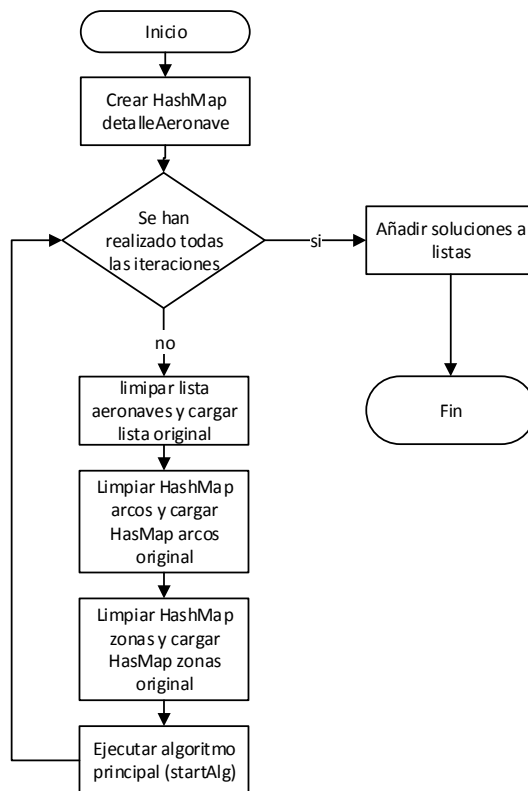 Inicio
Crear HashMap
detalleAeronave
Se han
realizado todas
las iteraciones
si
Añadir soluciones a
listas
no
Fin
limipar lista
aeronaves y cargar
lista original
Limpiar HashMap
arcos y cargar
HasMap arcos
original
Limpiar HashMap
zonas y cargar
HasMap zonas
original
Ejecutar algoritmo
principal (startAlg)